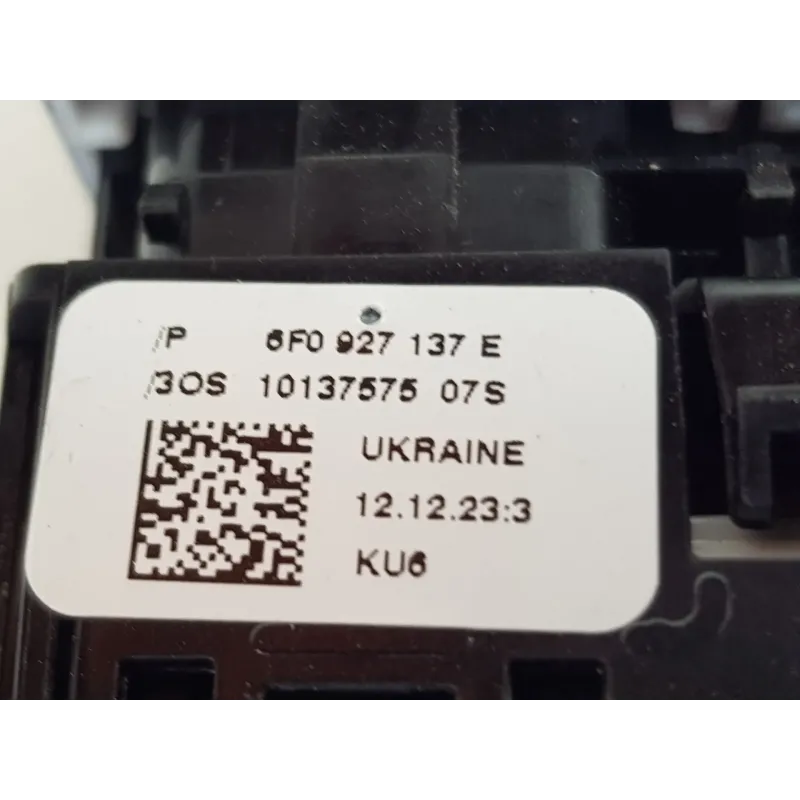 /P 6F0 927 137 E
/3OS 10137575 07S
UKRAINE
12.12.23:3
KU6